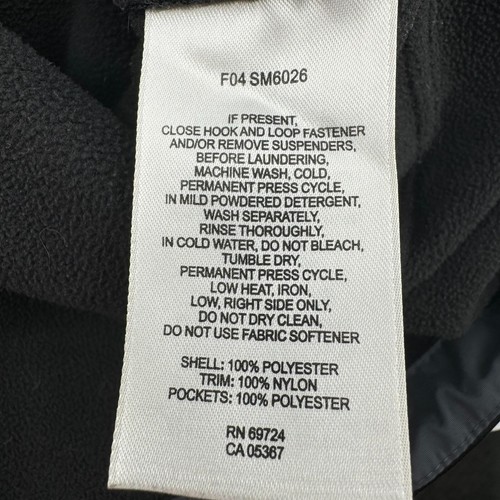 F04 SM6026
IF PRESENT,
CLOSE HOOK AND LOOP FASTENER
AND/OR REMOVE SUSPENDERS,
BEFORE LAUNDERING,
MACHINE WASH, COLD,
PERMANENT PRESS CYCLE,
IN MILD POWDERED DETERGENT,
WASH SEPARATELY,
RINSE THOROUGHLY,
IN COLD WATER, DO NOT BLEACH,
TUMBLE DRY,
PERMANENT PRESS CYCLE,
LOW HEAT, IRON,
LOW, RIGHT SIDE ONLY,
DO NOT DRY CLEAN,
DO NOT USE FABRIC SOFTENER
SHELL: 100% POLYESTER
TRIM: 100% NYLON
POCKETS: 100% POLYESTER
RN 69724
CA 05367